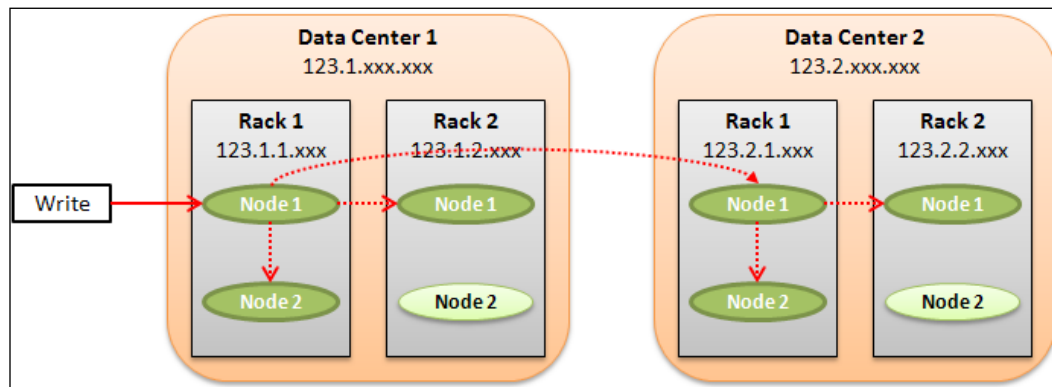 Data Center 1
123.1.xxx.xxx
Rack 1
123.1.1.xxx
Node 1
Node 2
Rack 2
123.1.2.xxx
Node 1
Node 2
Data Center 2
123.2.xxx.xxx
Rack 1
123.2.1.xxx
Node 1
Node 2
Rack 2
123.2.2.xxx
Node 1
Node 2
Write